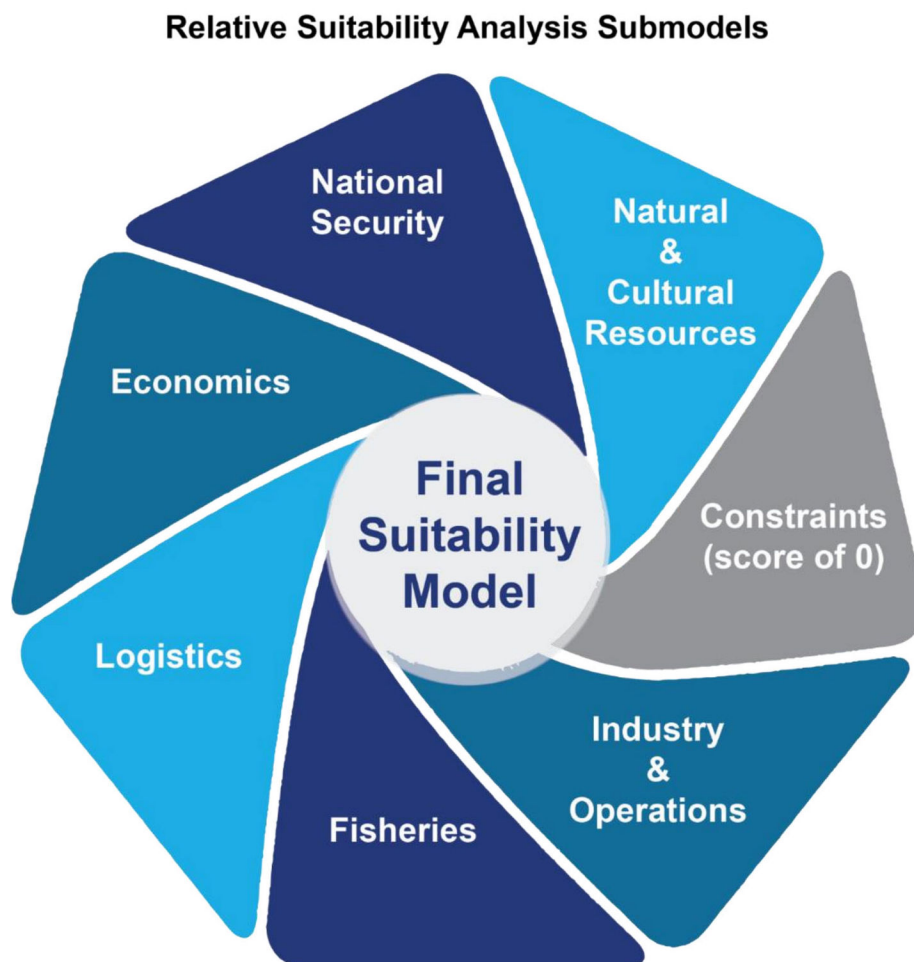 Relative Suitability Analysis Submodels
National
Security
Natural
&
Cultural
Resources
Economics
Final
Suitability
Model
Constraints
(score of 0)
Logistics
Industry
&
Operations
Fisheries